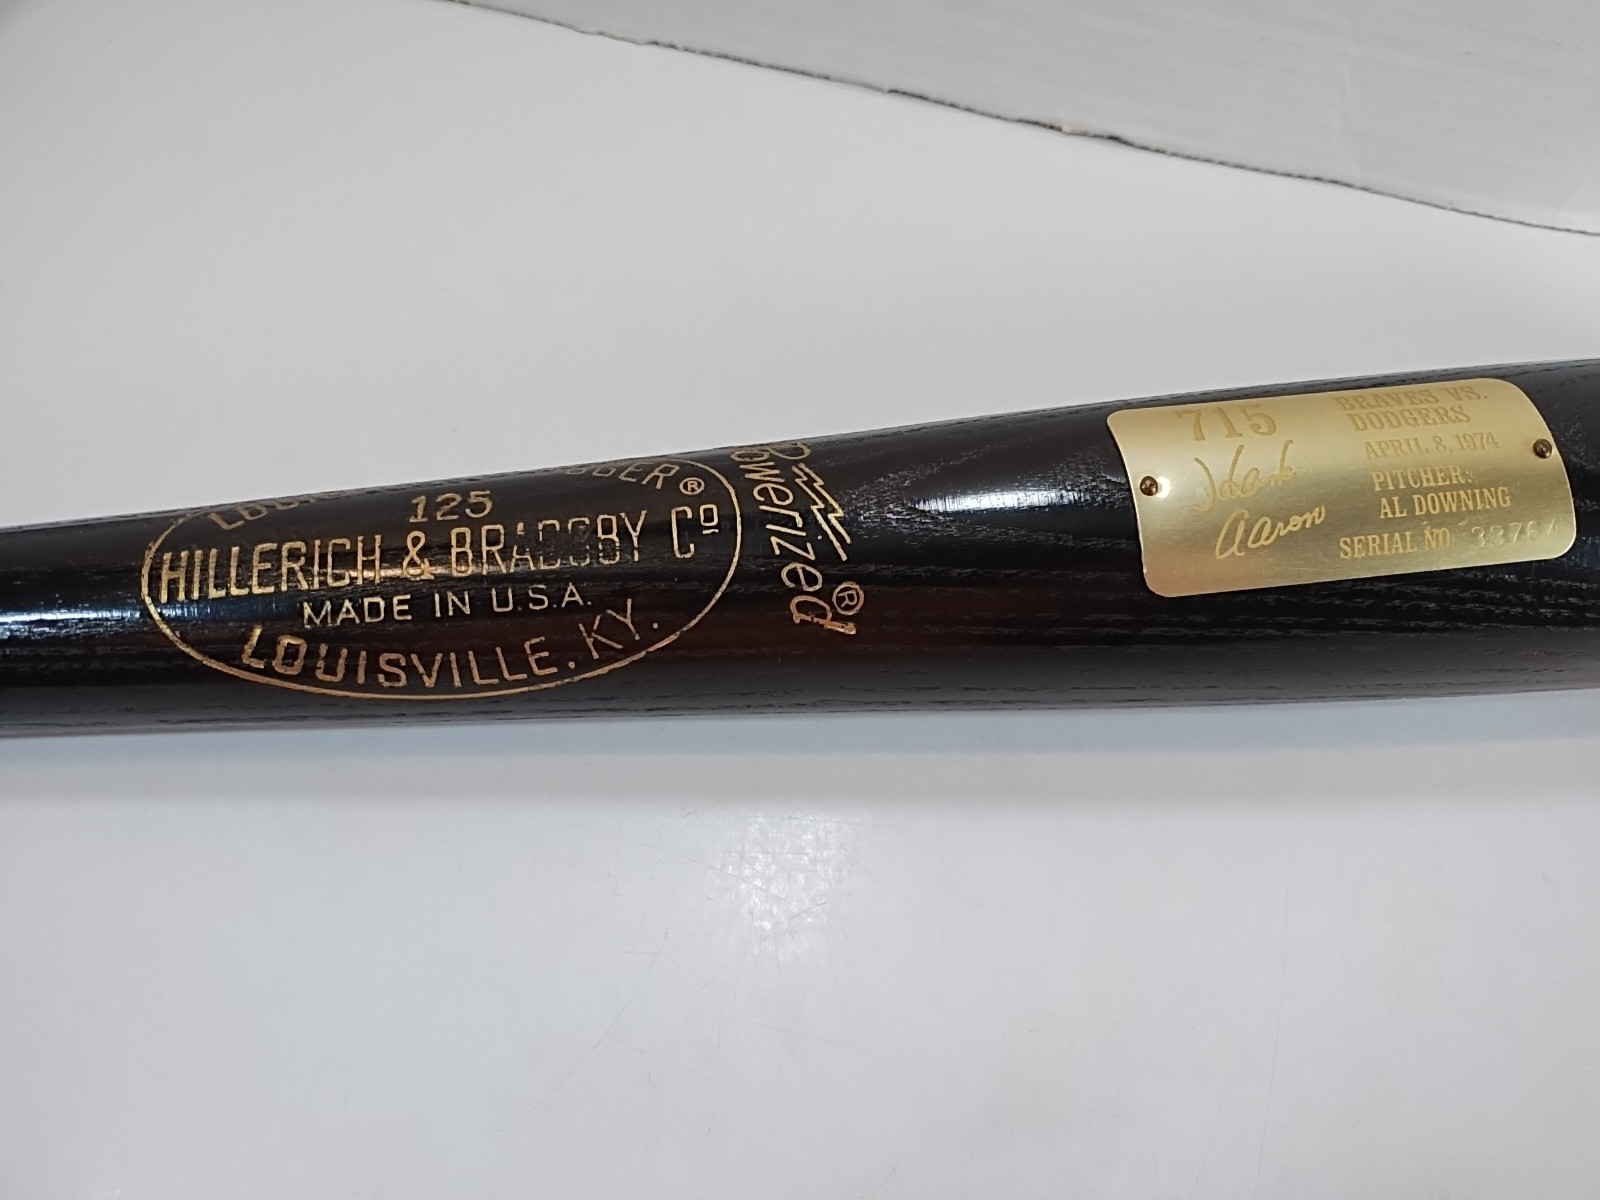 125
HILLERICH & BRADSBY Cº
MADE IN U.S.A.
LOUISVILLE, KY.
Powerized®
715
Hank
Aaron
BRAVES VS.
DODGERS
APRIL 8, 1974
PITCHER:
AL DOWNING
SERIAL NO 33764